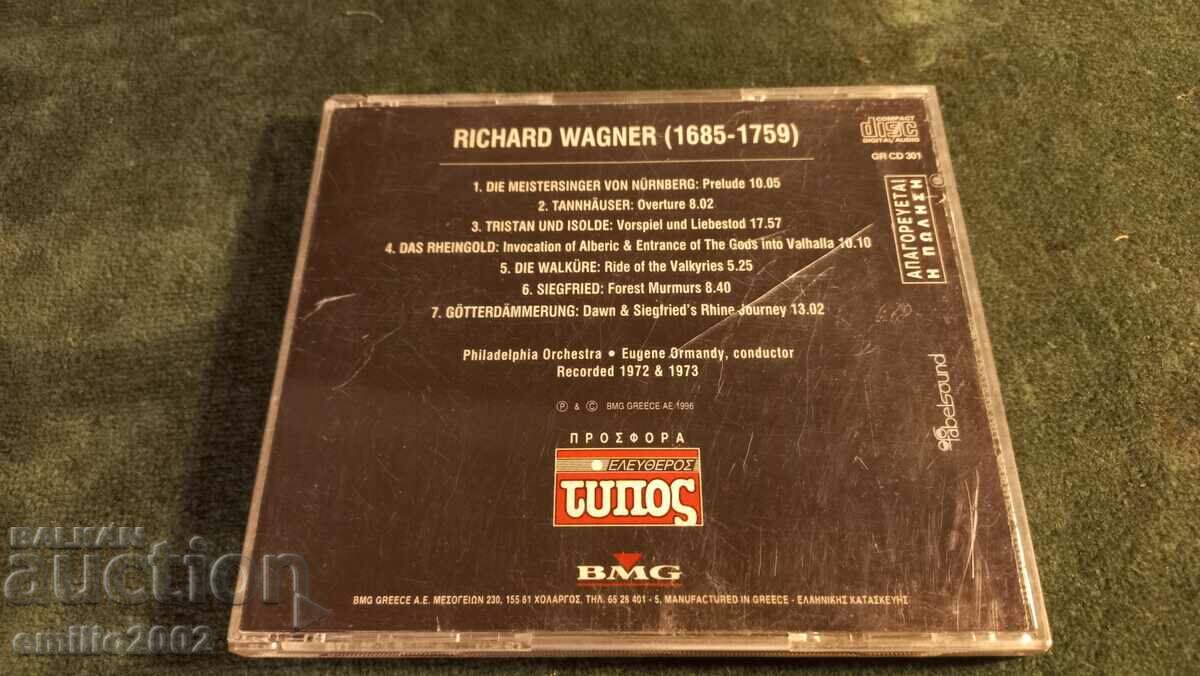 RICHARD WAGNER (1685-1759)
COMPACT
disc
DIGITAL AUDIO
GR CD 301
ΑΠΑΓΟΡΕΥΕΤΑΙ
Η ΠΩΛΗΣΗ
1. DIE MEISTERSINGER VON NÜRNBERG: Prelude 10.05
2. TANNHÄUSER: Overture 8.02
3. TRISTAN UND ISOLDE: Vorspiel und Liebestod 17.57
4. DAS RHEINGOLD: Invocation of Alberic & Entrance of The Gods into Valhalla 10.10
5. DIE WALKÜRE: Ride of the Valkyries 5.25
6. SIEGFRIED: Forest Murmurs 8.40
7. GÖTTERDÄMMERUNG: Dawn & Siegfried's Rhine Journey 13.02
Philadelphia Orchestra • Eugene Ormandy, conductor
Recorded 1972 & 1973
℗ & © BMG GREECE AE 1996
abelsound
ΠΡΟΣΦΟΡΑ
ΕΛΕΥΘΕΡΟΣ
τυπος
BMG
BMG GREECE A.E. ΜΕΣΟΓΕΙΩΝ 230, 155 61 ΧΟΛΑΡΓΟΣ, ΤΗΛ. 65 28 401 - 5, MANUFACTURED IN GREECE - ΕΛΛΗΝΙΚΗΣ ΚΑΤΑΣΚΕΥΗΣ
BALKAN
auction
emilio2002